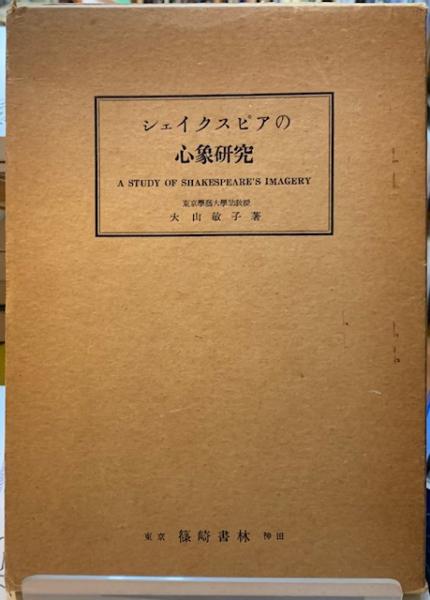 シェイクスピアの
心象研究
A STUDY OF SHAKESPEARE'S IMAGERY
東京學藝大學助教授
大山敏子著
東京 篠崎書林 神田